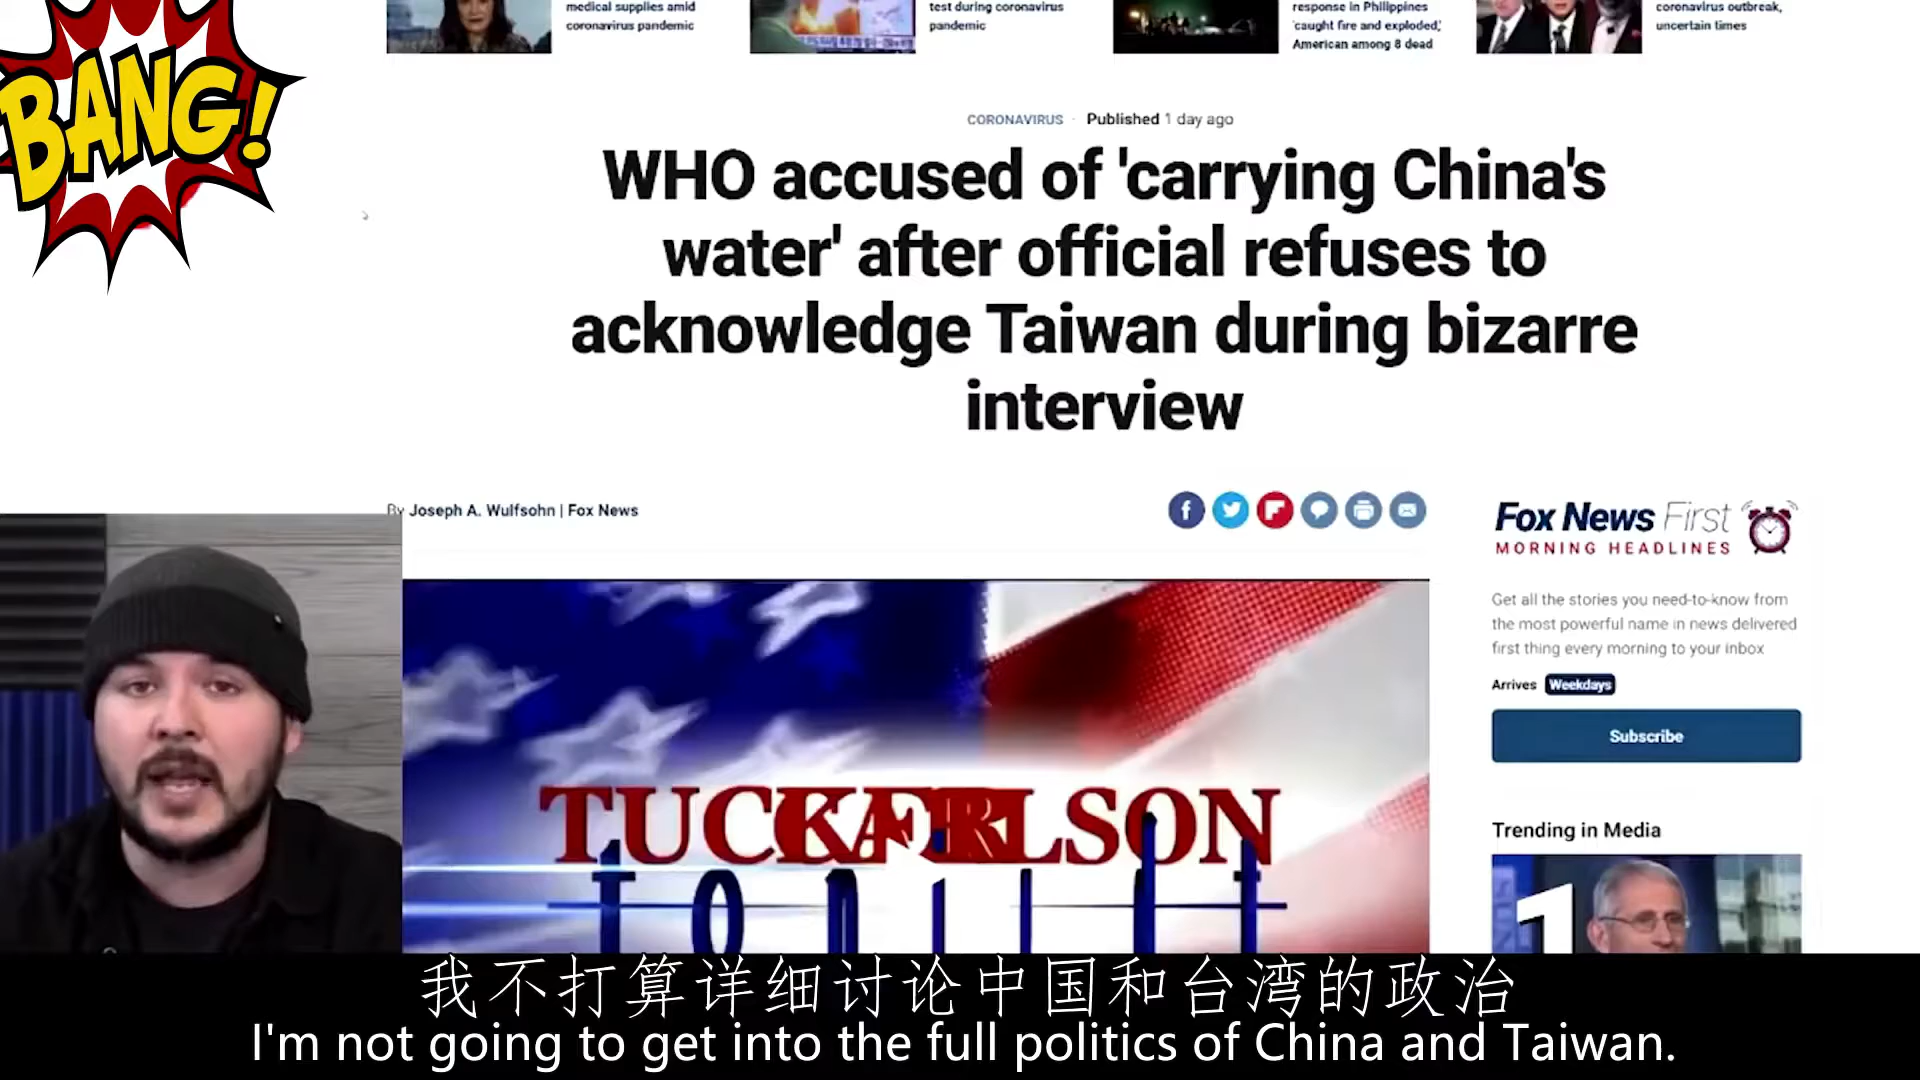 medical supplies amid
coronavirus pandemic
test during coronavirus
pandemic
response in Philippines
'caught fire and exploded,'
American among 8 dead
coronavirus outbreak,
uncertain times
BANG!
CORONAVIRUS · Published 1 day ago
WHO accused of 'carrying China's
water' after official refuses to
acknowledge Taiwan during bizarre
interview
By Joseph A. Wulfsohn | Fox News
Fox News First
MORNING HEADLINES
Get all the stories you need-to-know from
the most powerful name in news delivered
first thing every morning to your inbox
Arrives Weekdays
Subscribe
Trending in Media
1
我不打算详细讨论中国和台湾的政治
I'm not going to get into the full politics of China and Taiwan.